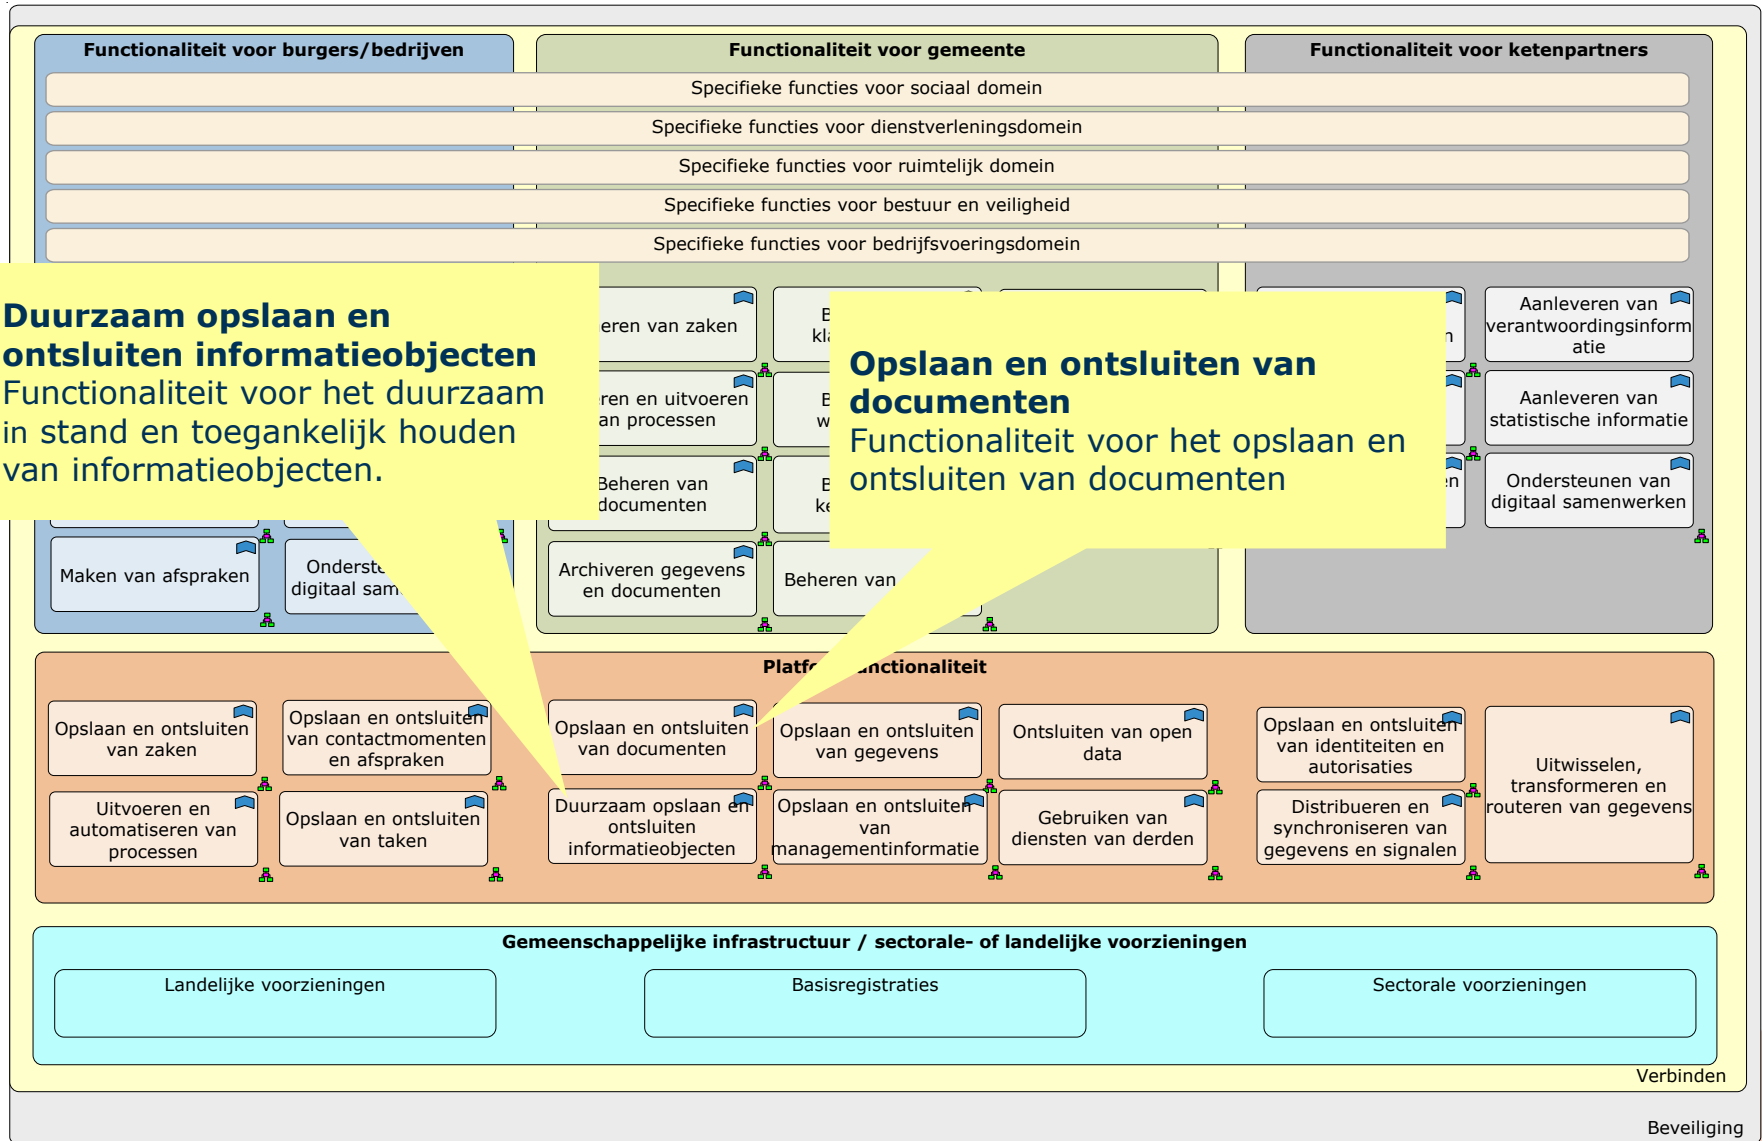 Functionaliteit voor burgers/bedrijven
Functionaliteit voor gemeente
Functionaliteit voor ketenpartners
Specifieke functies voor sociaal domein
Specifieke functies voor dienstverleningsdomein
Specifieke functies voor ruimtelijk domein
Specifieke functies voor bestuur en veiligheid
Specifieke functies voor bedrijfsvoeringsdomein
Duurzaam opslaan en
ontsluiten informatieobjecten
Functionaliteit voor het duurzaam
in stand en toegankelijk houden
van informatieobjecten.
van zaken
Opslaan en ontsluiten van
documenten
Functionaliteit voor het opslaan en
ontsluiten van documenten
Aanleveren van
verantwoordingsinform
atie
en uitvoeren
processen
Aanleveren van
statistische informatie
Beheren van
documenten
Ondersteunen van
digitaal samenwerken
Maken van afspraken
digitaal
Archiveren gegevens
en documenten
Beheren van
Opslaan en ontsluiten
van zaken
Opslaan en ontsluiten
van contactmomenten
en afspraken
Opslaan en ontsluiten
van documenten
Opslaan en ontsluiten
van gegevens
Ontsluiten van open
data
Opslaan en ontsluiten
van identiteiten en
autorisaties
Uitwisselen,
transformeren en
routeren van gegevens
Uitvoeren en
automatiseren van
processen
Opslaan en ontsluiten
van taken
Duurzaam opslaan en
ontsluiten
informatieobjecten
Opslaan en ontsluiten
van
managementinformatie
Gebruiken van
diensten van derden
Distribueren en
synchroniseren van
gegevens en signalen
Gemeenschappelijke infrastructuur / sectorale- of landelijke voorzieningen
Landelijke voorzieningen
Basisregistraties
Sectorale voorzieningen
Verbinden
Beveiliging